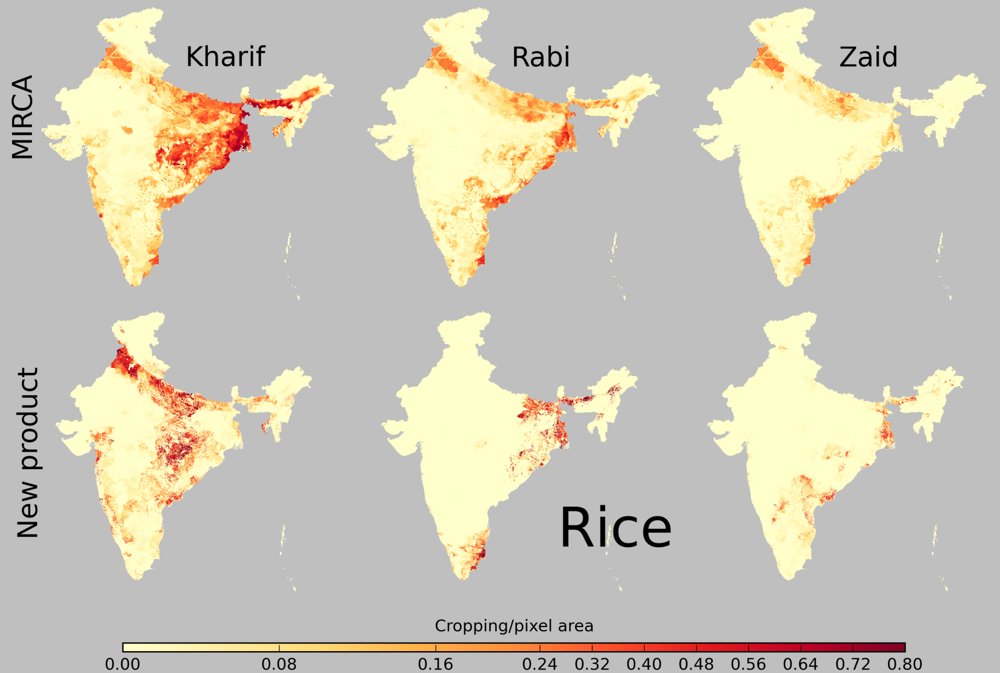 Kharif
Rabi
Zaid
MIRCA
New product
Rice
Cropping/pixel area
0.00 0.08 0.16 0.24 0.32 0.40 0.48 0.56 0.64 0.72 0.80